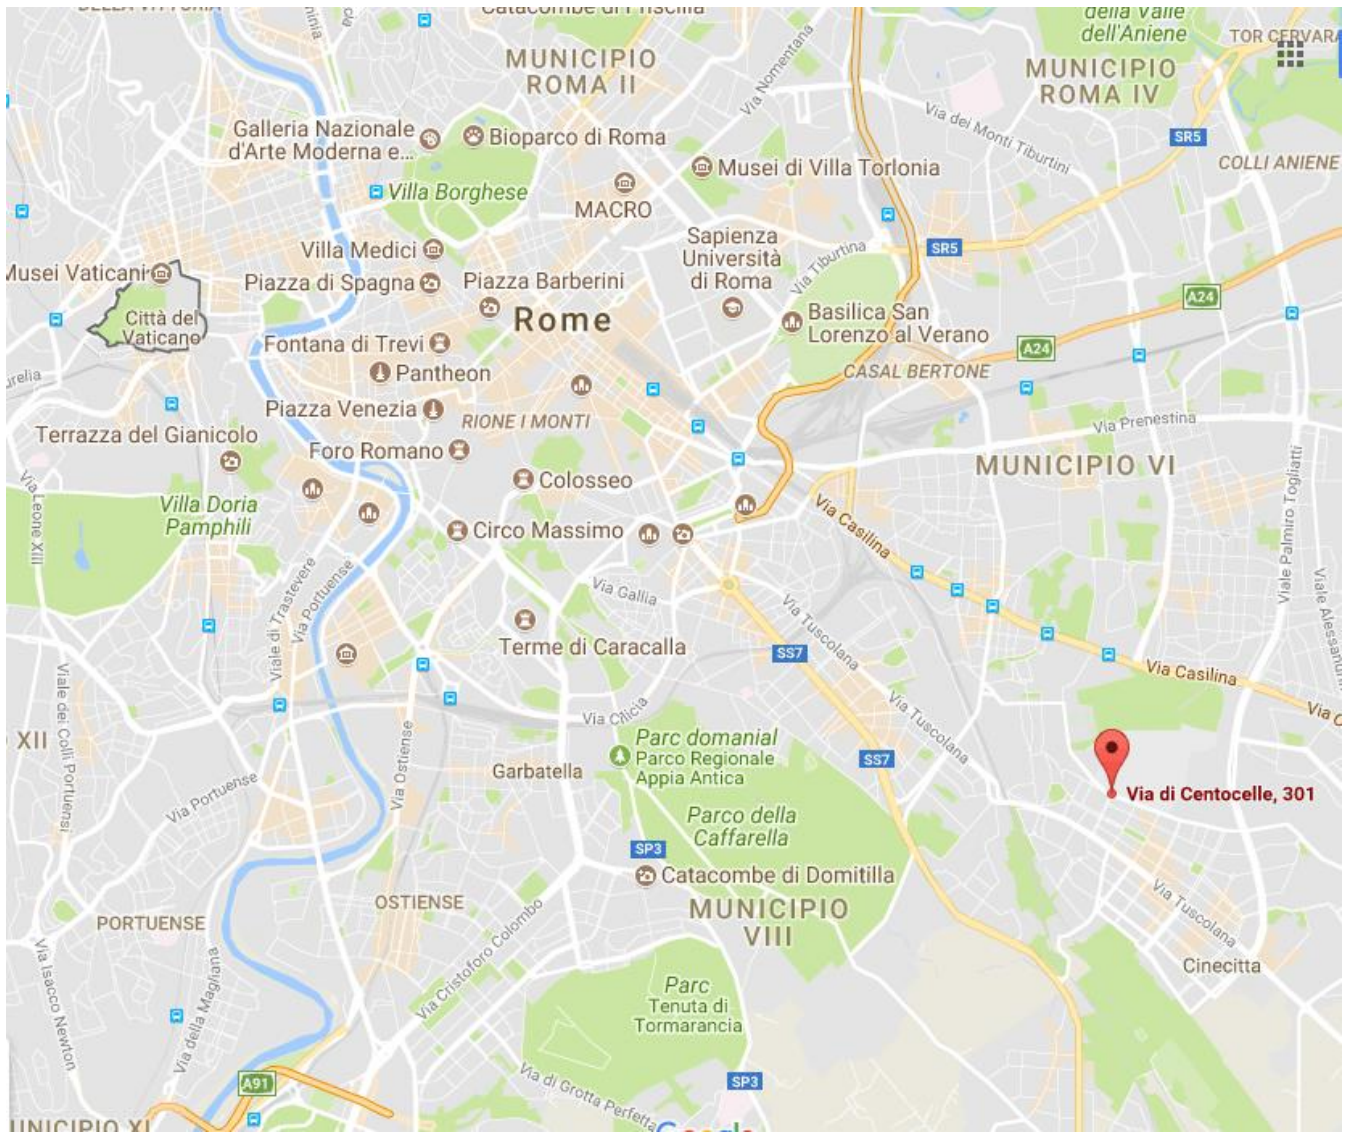 DELLA VITTORIA
Catacombe di Priscilla
della Valle
dell'Aniene
TOR CERVARA
MUNICIPIO
ROMA II
MUNICIPIO
ROMA IV
Via Nomentana
Via dei Monti Tiburtini
SR5
COLLI ANIENE
Galleria Nazionale
d'Arte Moderna e...
Bioparco di Roma
Musei di Villa Torlonia
Villa Borghese
MACRO
Sapienza
Università
di Roma
SR5
Via Tiburtina
Villa Medici
Musei Vaticani
Piazza di Spagna
Piazza Barberini
A24
Città del
Vaticano
Rome
Basilica San
Lorenzo al Verano
Fontana di Trevi
A24
Pantheon
CASAL BERTONE
Piazza Venezia
RIONE I MONTI
Via Prenestina
Terrazza del Gianicolo
Foro Romano
MUNICIPIO VI
Colosseo
Via Leone XIII
Villa Doria
Pamphili
Circo Massimo
Via Casilina
Viale Palmiro Togliatti
Viale di Trastevere
Via Portuense
Via Gallia
Via Tuscolana
Terme di Caracalla
SS7
Via Casilina
Viale dei Colli Portuensi
Via Cilicia
Via Tuscolana
XII
Parc domanial
Parco Regionale
Appia Antica
SS7
Garbatella
Via Ostiense
Via Portuense
Via di Centocelle, 301
Parco della
Caffarella
SP3
Catacombe di Domitilla
Via Tuscolana
OSTIENSE
MUNICIPIO
VIII
PORTUENSE
Via Cristoforo Colombo
Cinecitta
Via Isacco Newton
Via della Magliana
Parc
Tenuta di
Tormarancia
A91
SP3
Via di Grotta Perfetta
MUNICIPIO XI
Google